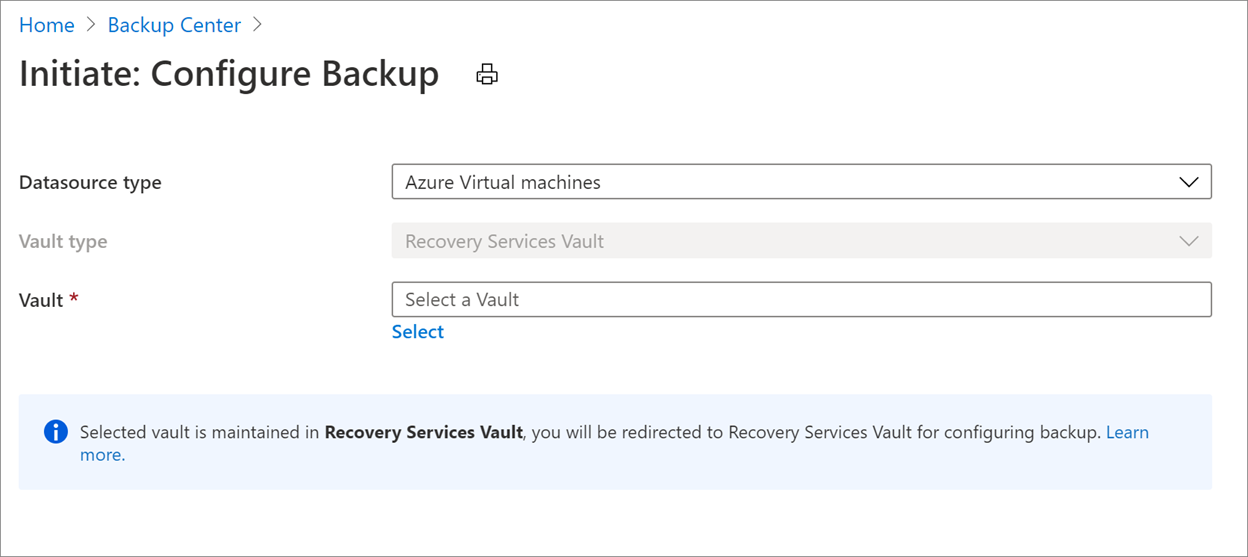 Home > Backup Center >
Initiate: Configure Backup
Datasource type
Azure Virtual machines
Vault type
Recovery Services Vault
Vault *
Select a Vault
Select
Selected vault is maintained in Recovery Services Vault, you will be redirected to Recovery Services Vault for configuring backup. Learn
more.